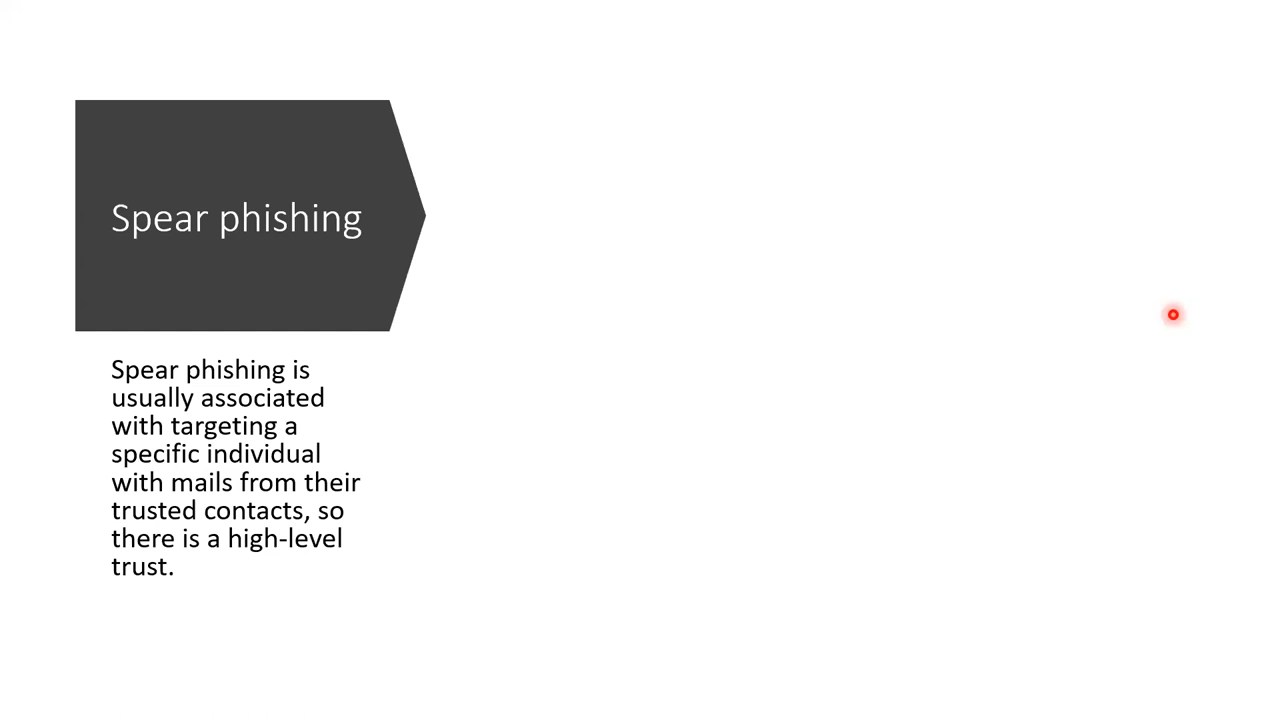 Spear phishing
Spear phishing is
usually associated
with targeting a
specific individual
with mails from their
trusted contacts, so
there is a high-level
trust.